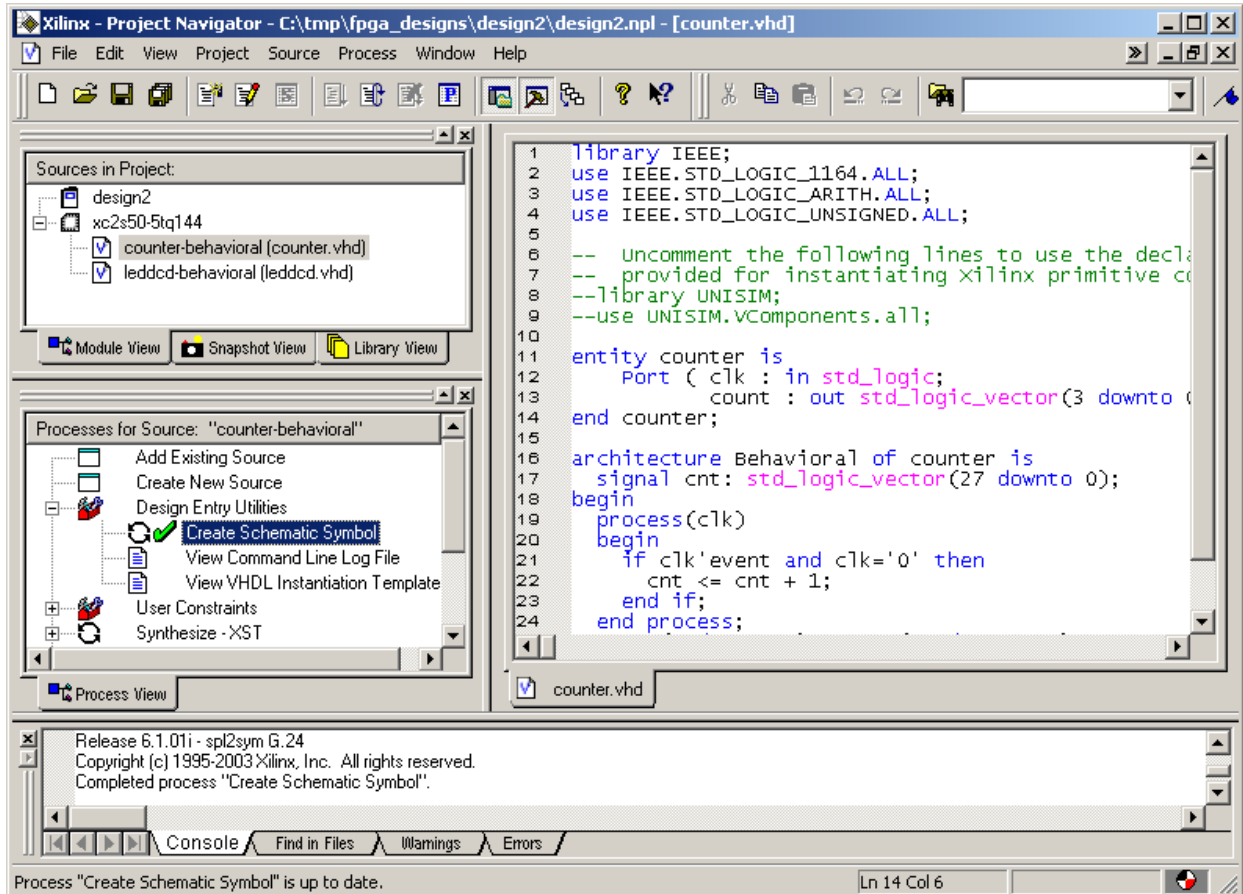 Xilinx - Project Navigator - C:\tmp\fpga_designs\design2\design2.npl - [counter.vhd]
File Edit View Project Source Process Window Help
Sources in Project:
design2
xc2s50-5tq144
counter-behavioral (counter.vhd)
leddcd-behavioral (leddcd.vhd)
Module View Snapshot View Library View
Processes for Source: "counter-behavioral"
Add Existing Source
Create New Source
Design Entry Utilities
Create Schematic Symbol
View Command Line Log File
View VHDL Instantiation Template
User Constraints
Synthesize - XST
Process View
1 library IEEE;
2 use IEEE.STD_LOGIC_1164.ALL;
3 use IEEE.STD_LOGIC_ARITH.ALL;
4 use IEEE.STD_LOGIC_UNSIGNED.ALL;
5
6 -- Uncomment the following lines to use the decla
7 -- provided for instantiating Xilinx primitive co
8 --library UNISIM;
9 --use UNISIM.VComponents.all;
10
11 entity counter is
12 Port ( clk : in std_logic;
13 count : out std_logic_vector(3 downto 0
14 end counter;
15
16 architecture Behavioral of counter is
17 signal cnt: std_logic_vector(27 downto 0);
18 begin
19 process(clk)
20 begin
21 if clk'event and clk='0' then
22 cnt <= cnt + 1;
23 end if;
24 end process;
counter.vhd
Release 6.1.01i - spl2sym G.24
Copyright (c) 1995-2003 Xilinx, Inc. All rights reserved.
Completed process "Create Schematic Symbol".
Console Find in Files Warnings Errors
Process "Create Schematic Symbol" is up to date.
Ln 14 Col 6